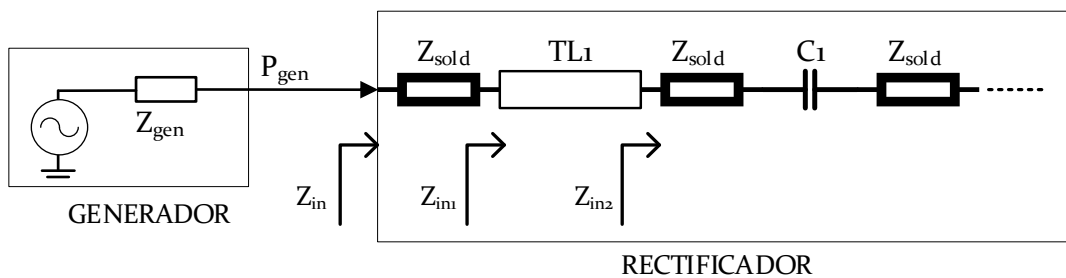 Z_sold TL1 Z_sold C1 Z_sold
P_gen
Z_gen
Z_in Z_in1 Z_in2
GENERADOR
RECTIFICADOR